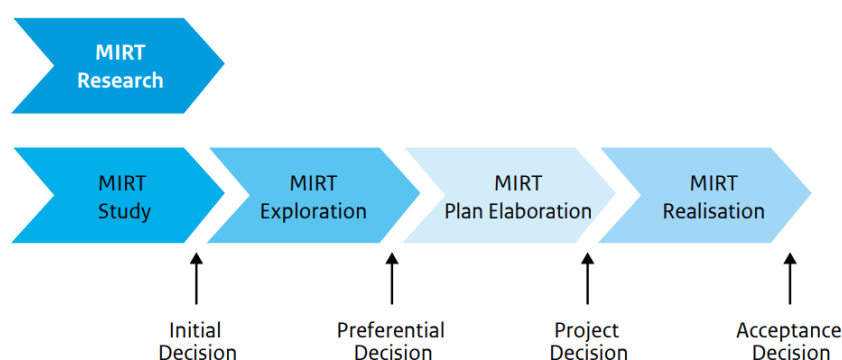 MIRT
Research
MIRT
Study
MIRT
Exploration
MIRT
Plan Elaboration
MIRT
Realisation
Initial
Decision
Preferential
Decision
Project
Decision
Acceptance
Decision